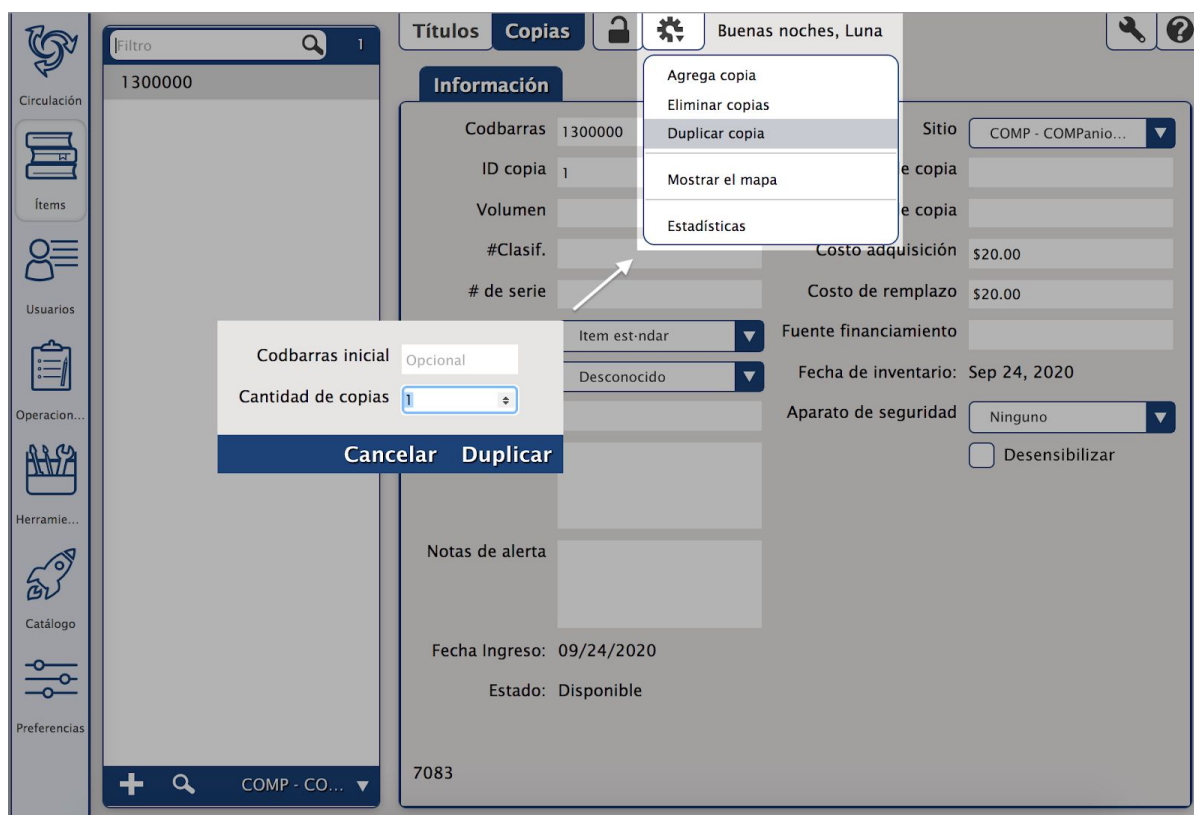 Títulos
Copias
Buenas noches, Luna
Filtro
1
1300000
Circulación
Ítems
Usuarios
Operacion...
Herramie...
Catálogo
Preferencias
Información
Agrega copia
Eliminar copias
Duplicar copia
Mostrar el mapa
Estadísticas
Codbarras 1300000
ID copia 1
Volumen
#Clasif.
# de serie
Item est·ndar
Desconocido
Codbarras inicial Opcional
Cantidad de copias 1
Cancelar Duplicar
Notas de alerta
Fecha Ingreso: 09/24/2020
Estado: Disponible
7083
Sitio COMP - COMPanio...
e copia
e copia
Costo adquisición $20.00
Costo de remplazo $20.00
Fuente financiamiento
Fecha de inventario: Sep 24, 2020
Aparato de seguridad Ninguno
Desensibilizar
COMP - CO...